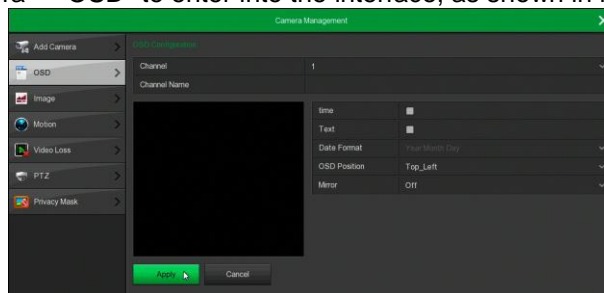 "OSD" to enter into the interface, as shown in
Camera Management
Add Camera
OSD
Image
Motion
Video Loss
PTZ
Privacy Mask
OSD Configuration
Channel 1
Channel Name
time
Text
Date Format Year Month Day
OSD Position Top_Left
Mirror Off
Apply Cancel